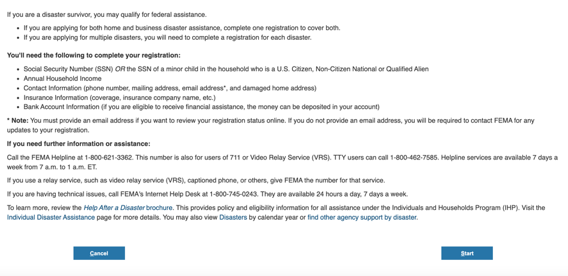 If you are a disaster survivor, you may qualify for federal assistance.
• If you are applying for both home and business disaster assistance, complete one registration to cover both.
• If you are applying for multiple disasters, you will need to complete a registration for each disaster.
You'll need the following to complete your registration:
• Social Security Number (SSN) OR the SSN of a minor child in the household who is a U.S. Citizen, Non-Citizen National or Qualified Alien
• Annual Household Income
• Contact Information (phone number, mailing address, email address*, and damaged home address)
• Insurance Information (coverage, insurance company name, etc.)
• Bank Account Information (if you are eligible to receive financial assistance, the money can be deposited in your account)
* Note: You must provide an email address if you want to review your registration status online. If you do not provide an email address, you will be required to contact FEMA for any
updates to your registration.
If you need further information or assistance:
Call the FEMA Helpline at 1-800-621-3362. This number is also for users of 711 or Video Relay Service (VRS). TTY users can call 1-800-462-7585. Helpline services are available 7 days a
week from 7 a.m. to 1 a.m. ET.
If you use a relay service, such as video relay service (VRS), captioned phone, or others, give FEMA the number for that service.
If you are having technical issues, call FEMA's Internet Help Desk at 1-800-745-0243. They are available 24 hours a day, 7 days a week.
To learn more, review the Help After a Disaster brochure. This provides policy and eligibility information for all assistance under the Individuals and Households Program (IHP). Visit the
Individual Disaster Assistance page for more details. You may also view Disasters by calendar year or find other agency support by disaster.
Cancel
Start